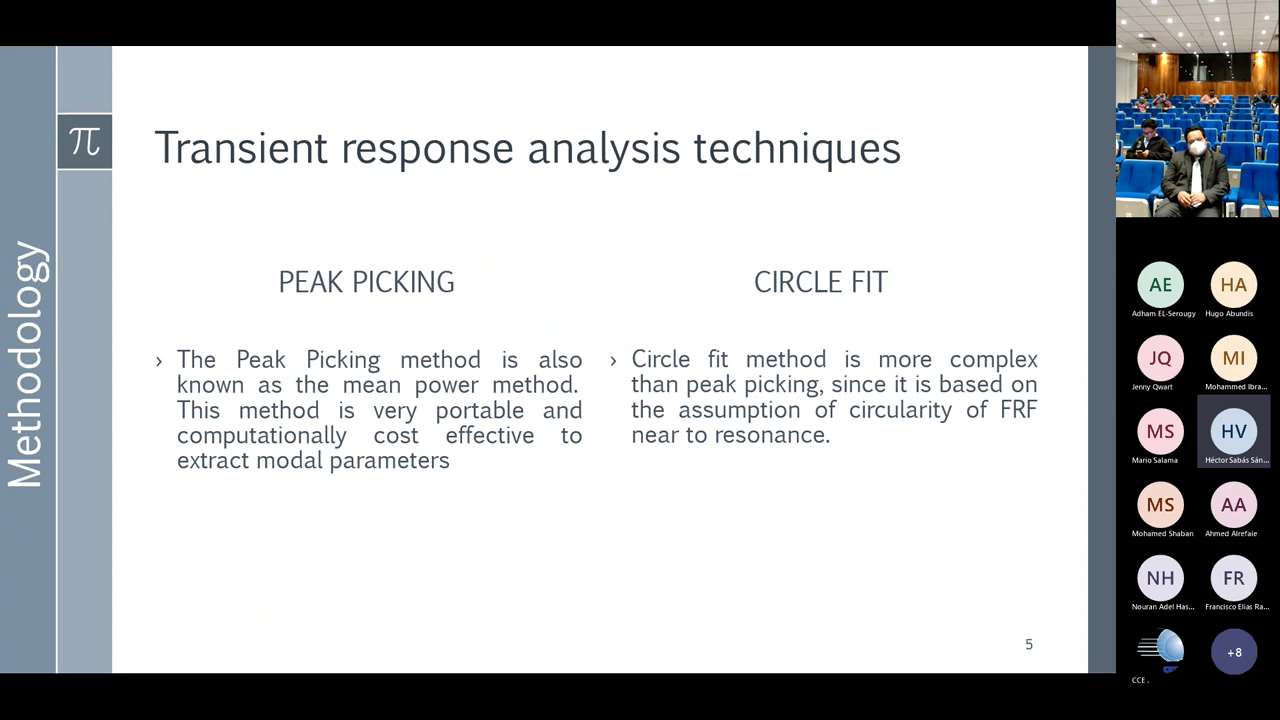 Methodology
π
Transient response analysis techniques
PEAK PICKING
› The Peak Picking method is also
known as the mean power method.
This method is very portable and
computationally cost effective to
extract modal parameters
CIRCLE FIT
› Circle fit method is more complex
than peak picking, since it is based on
the assumption of circularity of FRF
near to resonance.
5
AE
Adham EL-Serougy
HA
Hugo Abundis
JQ
Jenny Qwart
MI
Mohammed Ibra...
MS
Mario Salama
HV
Héctor Sabás Sán...
MS
Mohamed Shaban
AA
Ahmed Alrefaie
NH
Nouran Adel Has...
FR
Francisco Elias Ra...
CCE .
+8